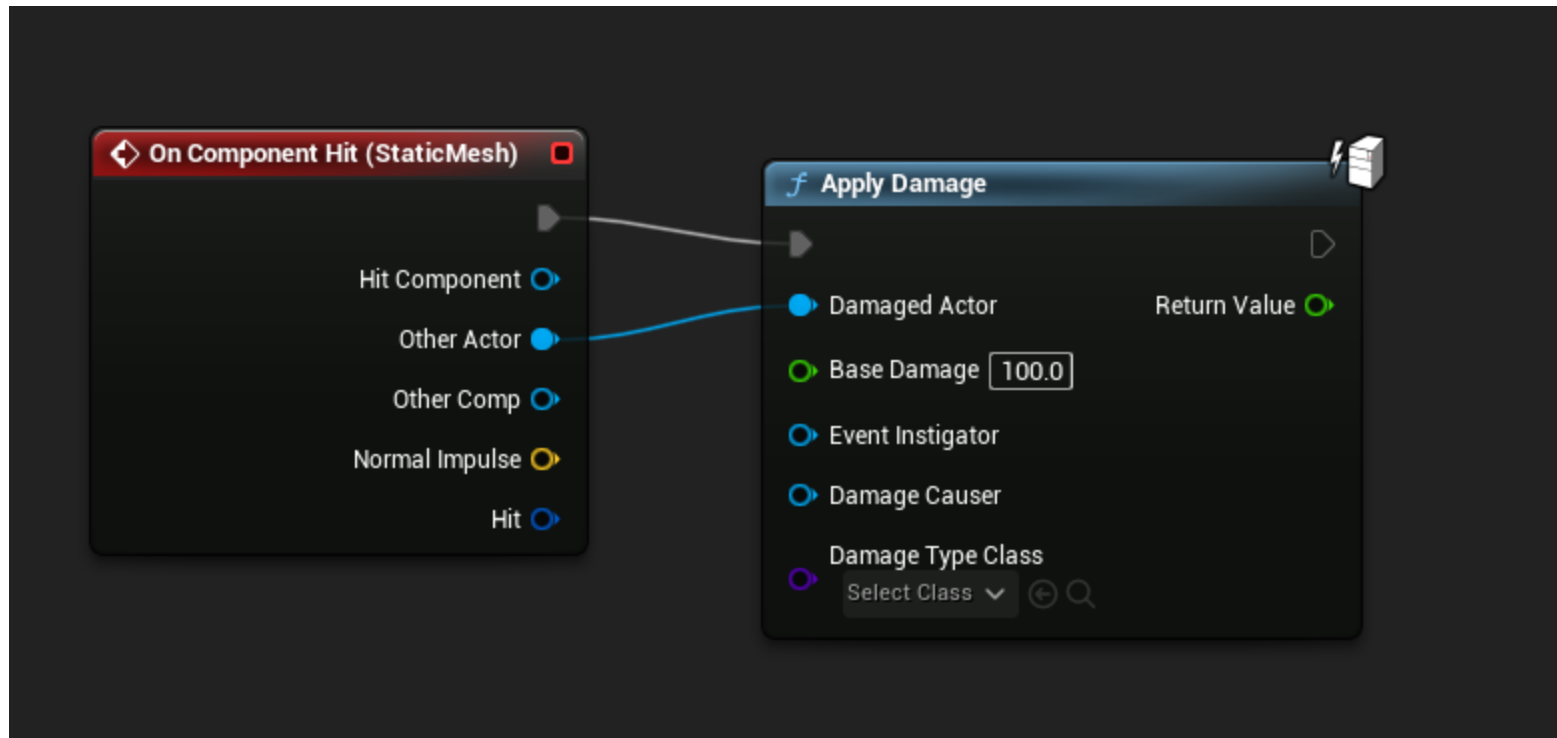 On Component Hit (StaticMesh)
Hit Component
Other Actor
Other Comp
Normal Impulse
Hit
Apply Damage
Damaged Actor
Return Value
Base Damage 100.0
Event Instigator
Damage Causer
Damage Type Class
Select Class